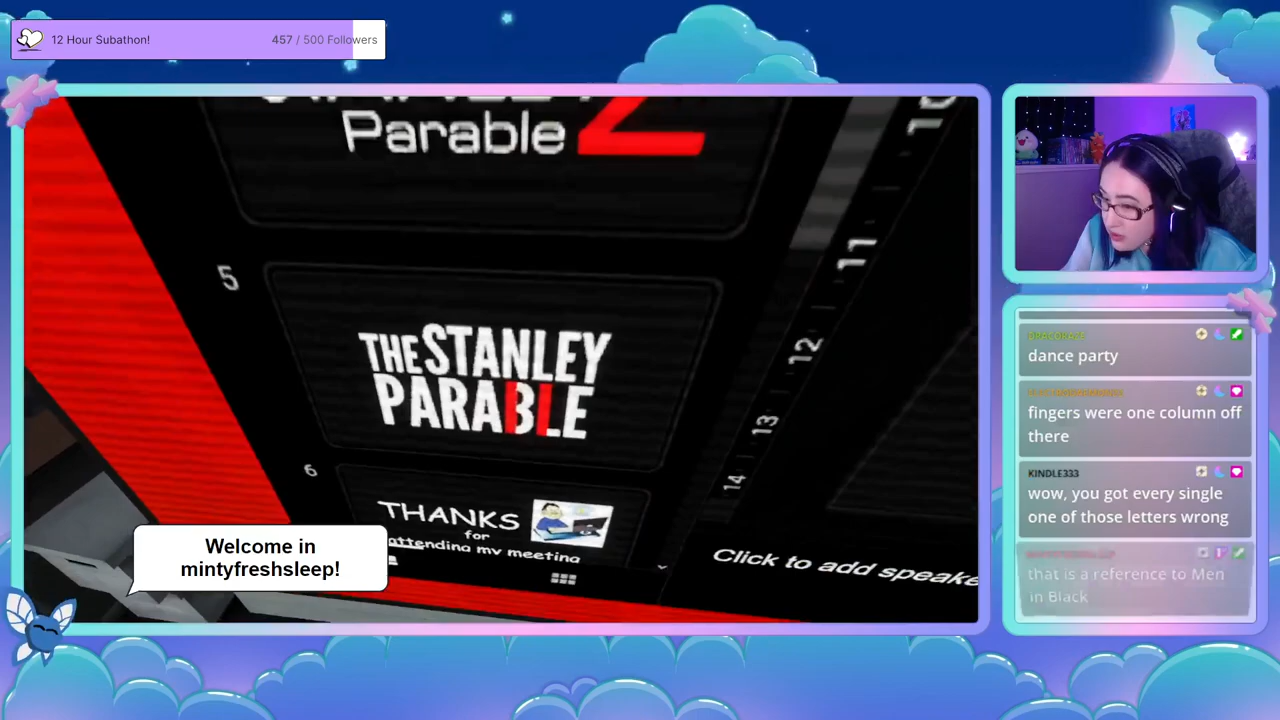 12 Hour Subathon!
457 / 500 Followers
Parable 2
10
11
12
13
14
5
THE STANLEY
PARABLE
6
THANKS
for
attending my meeting
Click to add speake
Welcome in
mintyfreshsleep!
dance party
fingers were one column off
there
KINDLE333
wow, you got every single
one of those letters wrong
that is a reference to Men
in Black